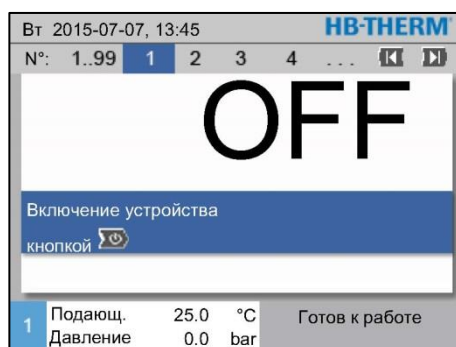 Вт 2015-07-07, 13:45 HB-THERM
N°: 1..99 1 2 3 4 ...
OFF
Включение устройства
кнопкой
1 Подающ. 25.0 °C Готов к работе
Давление 0.0 bar